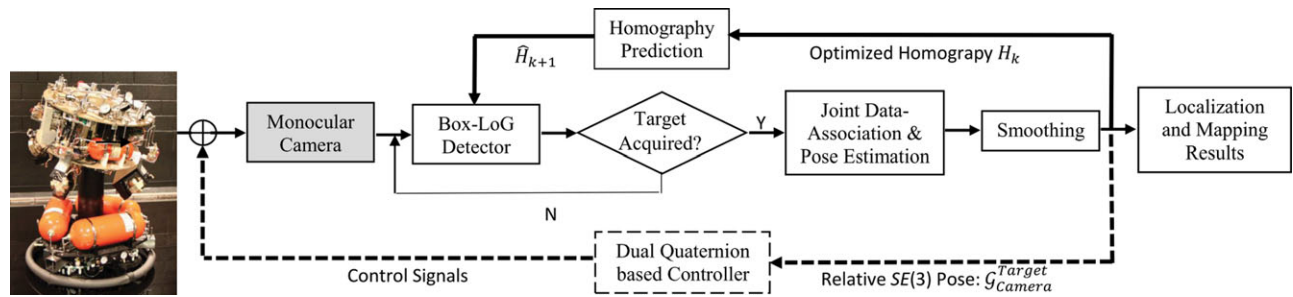 Homography
Prediction
Ĥ_{k+1}
Optimized Homograpy H_k
Monocular
Camera
Box-LoG
Detector
Target
Acquired?
Y
Joint Data-
Association &
Pose Estimation
Smoothing
Localization
and Mapping
Results
N
Dual Quaternion
based Controller
Control Signals
Relative SE(3) Pose: 𝒢_{Camera}^{Target}